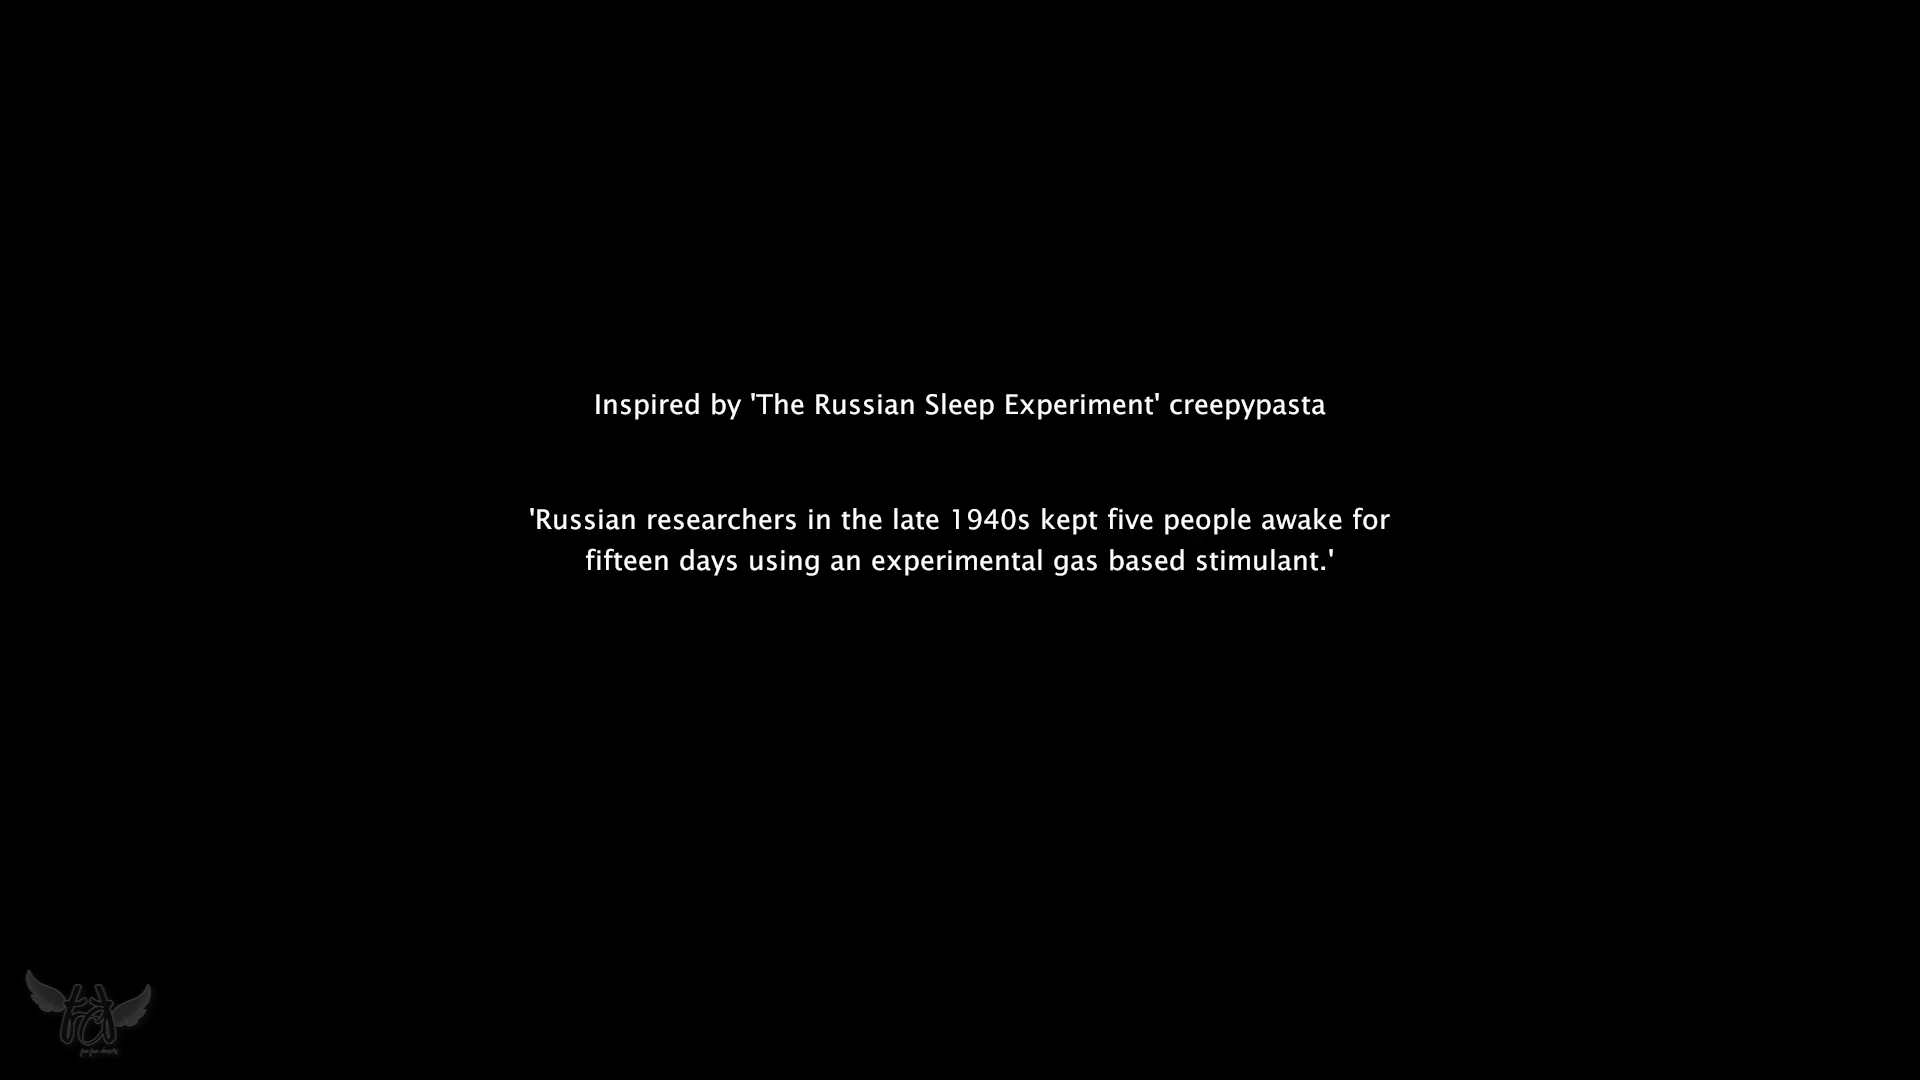 Inspired by 'The Russian Sleep Experiment' creepypasta
'Russian researchers in the late 1940s kept five people awake for
fifteen days using an experimental gas based stimulant.'